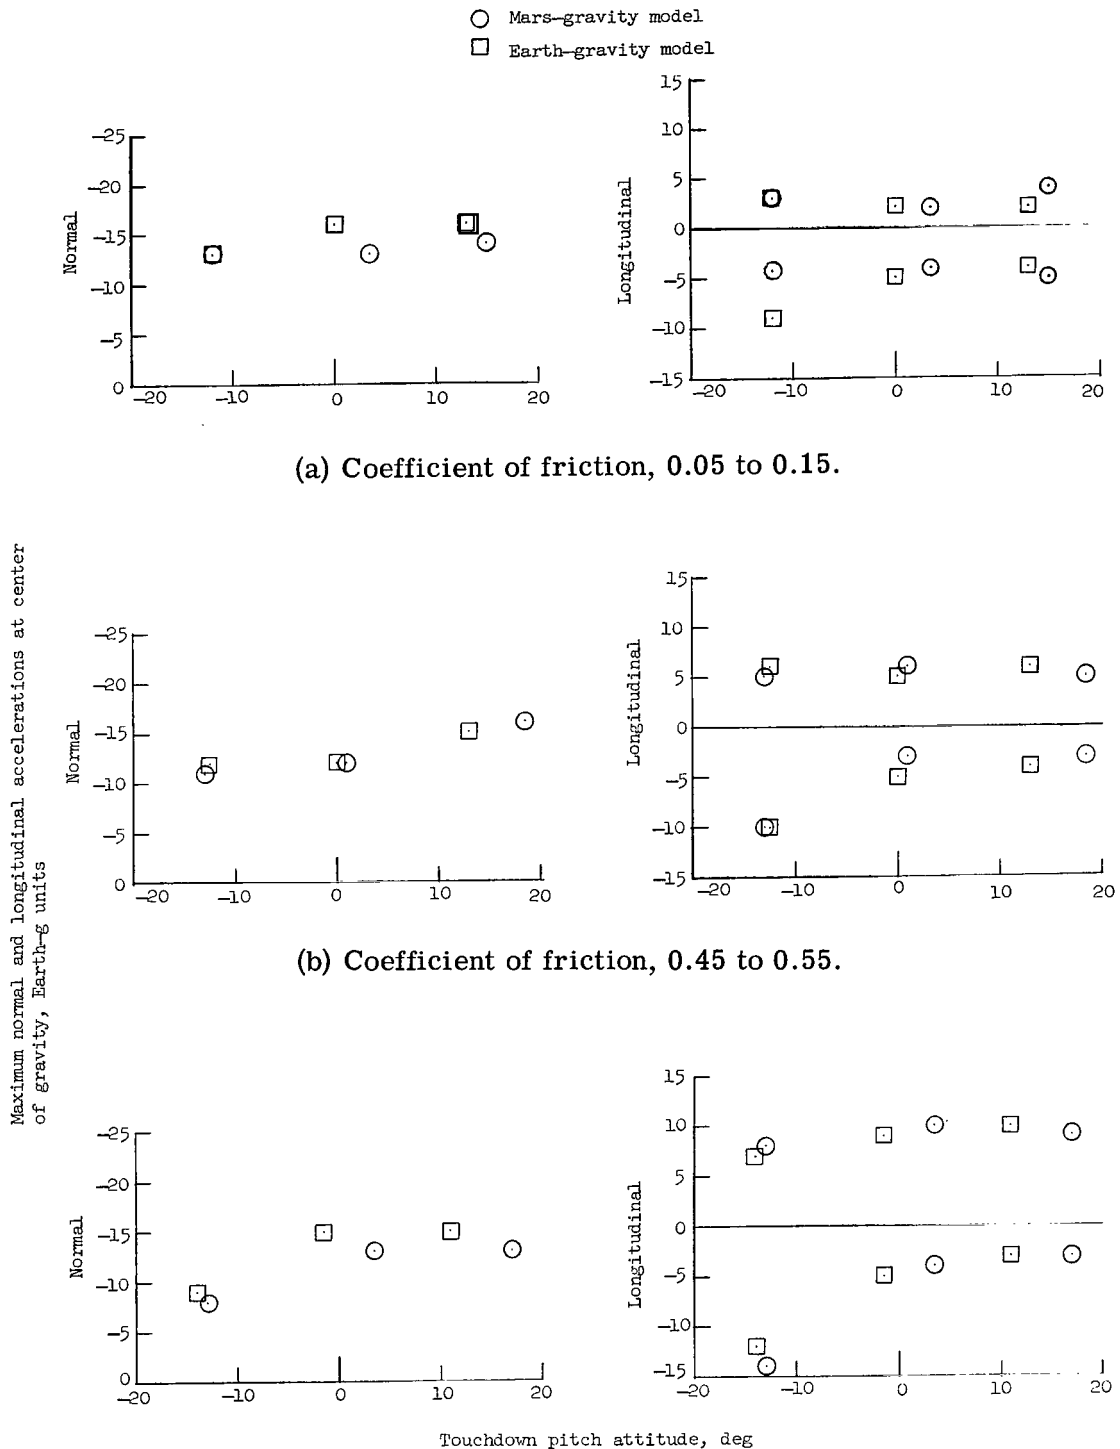 Mars–gravity model
Earth–gravity model
Normal
–25
–20
–15
–10
–5
0
–20 –10 0 10 20
Longitudinal
15
10
5
0
–5
–10
–15
–20 –10 0 10 20
(a) Coefficient of friction, 0.05 to 0.15.
Maximum normal and longitudinal accelerations at center
of gravity, Earth–g units
Normal
–25
–20
–15
–10
–5
0
–20 –10 0 10 20
Longitudinal
15
10
5
0
–5
–10
–15
–20 –10 0 10 20
(b) Coefficient of friction, 0.45 to 0.55.
Normal
–25
–20
–15
–10
–5
0
–20 –10 0 10 20
Longitudinal
15
10
5
0
–5
–10
–15
–20 –10 0 10 20
Touchdown pitch attitude, deg